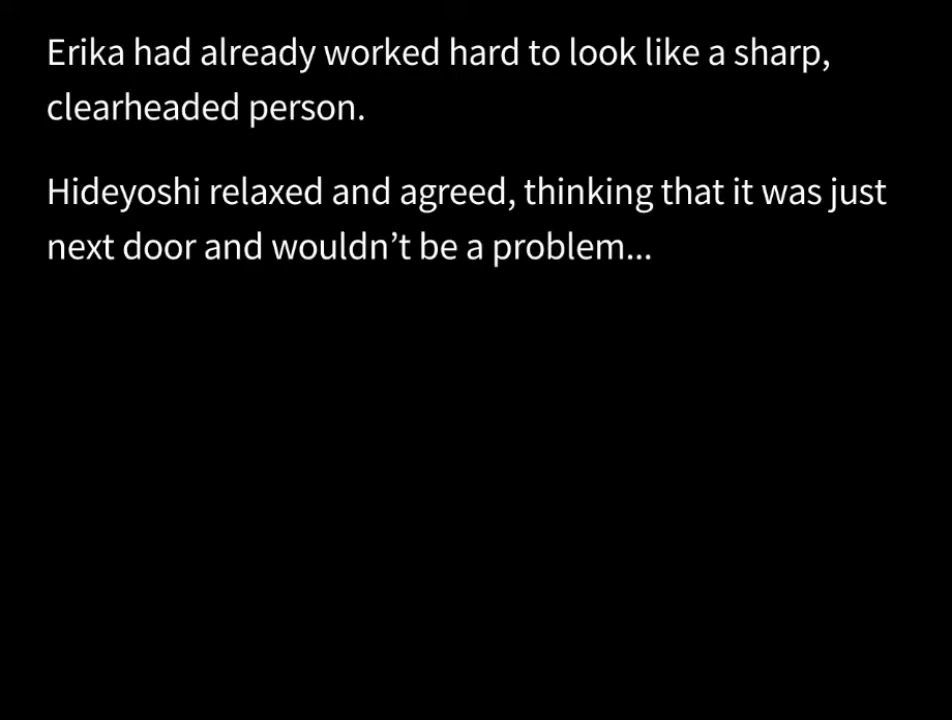 Erika had already worked hard to look like a sharp,
clearheaded person.
Hideyoshi relaxed and agreed, thinking that it was just
next door and wouldn’t be a problem...